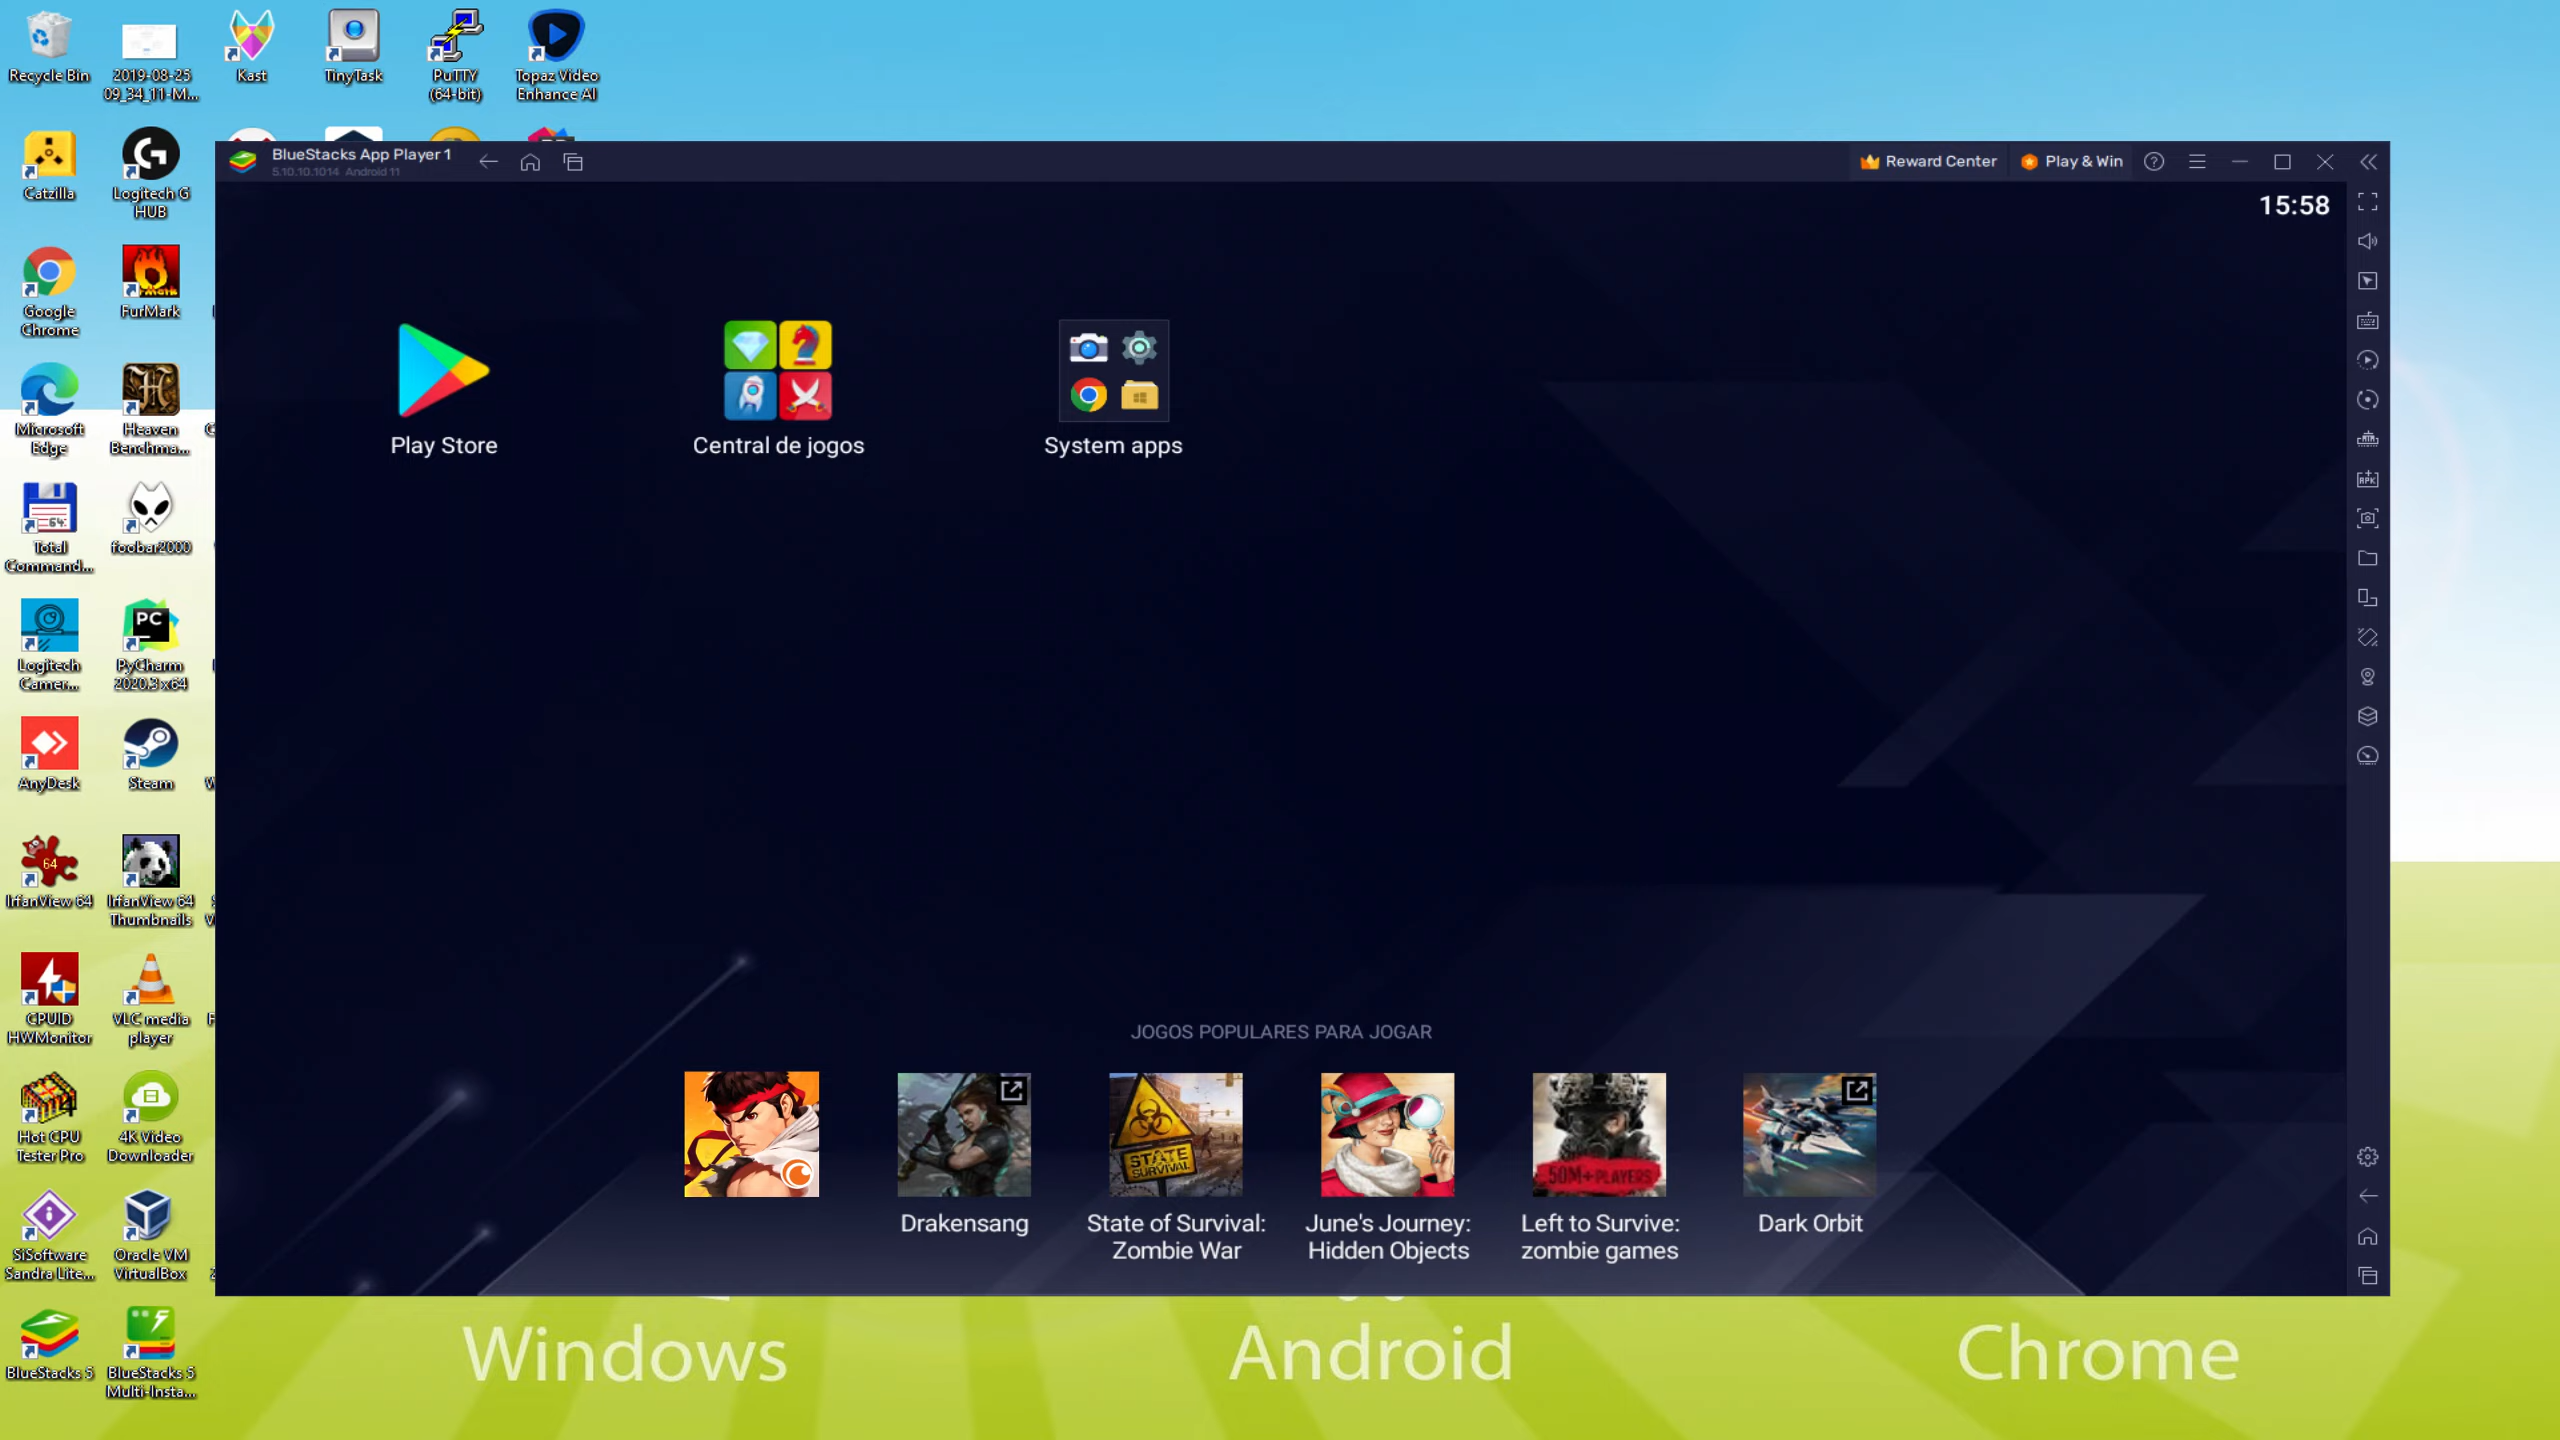 Recycle Bin
2019-08-25
09_34_11-M...
Kast
TinyTask
PuTTY
(64-bit)
Topaz Video
Enhance AI
Catzilla
Logitech G
HUB
Google
Chrome
FurMark
Microsoft
Edge
Heaven
Benchma...
Total
Command...
foobar2000
Logitech
Camer...
PyCharm
2020.3 x64
AnyDesk
Steam
IrfanView 64
IrfanView 64
Thumbnails
CPUID
HWMonitor
VLC media
player
Hot CPU
Tester Pro
4K Video
Downloader
SiSoftware
Sandra Lite...
Oracle VM
VirtualBox
BlueStacks 5
BlueStacks 5
Multi-Insta...
BlueStacks App Player 1
5.10.10.1014 Android 11
Reward Center
Play & Win
15:58
Play Store
Central de jogos
System apps
JOGOS POPULARES PARA JOGAR
STATE
SURVIVAL
50M+PLAYERS
Drakensang
State of Survival:
Zombie War
June's Journey:
Hidden Objects
Left to Survive:
zombie games
Dark Orbit
Windows
Android
Chrome